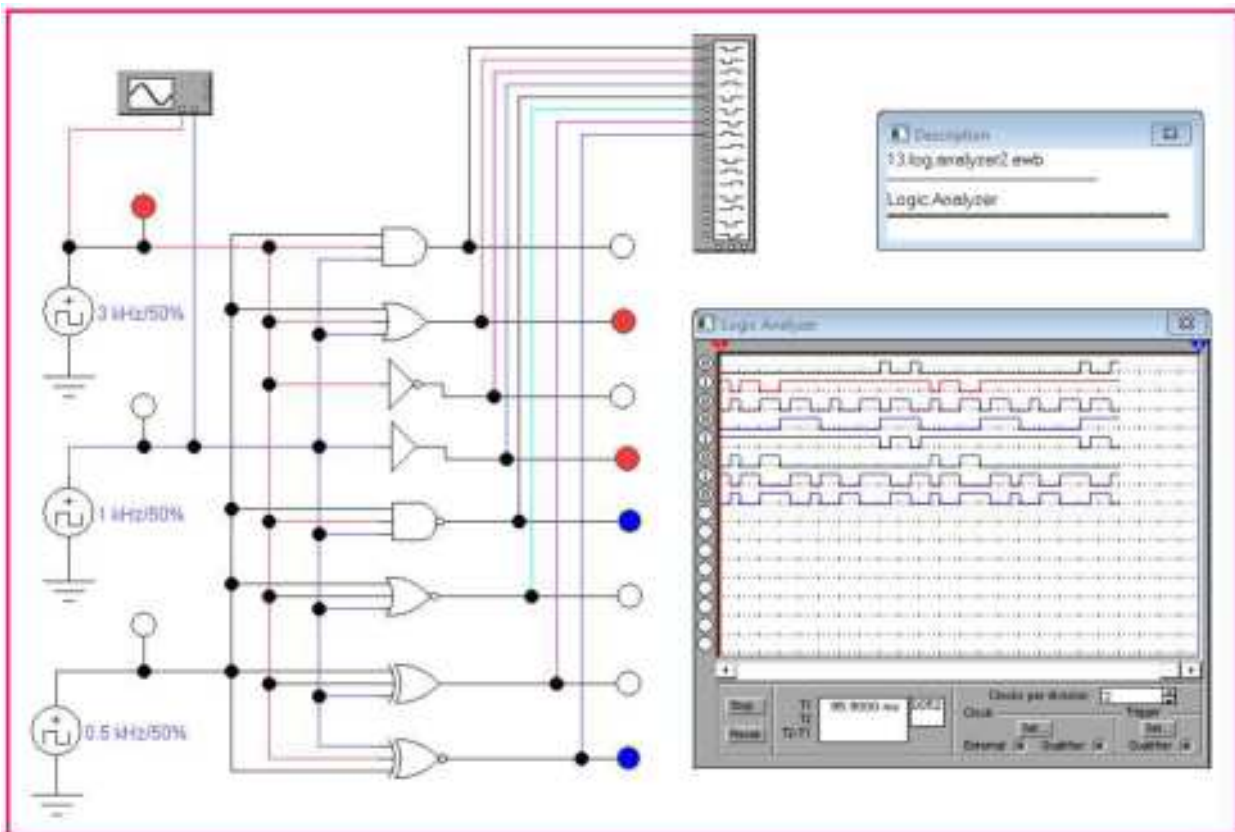 Description
13.log.analyzer2.ewb
Logic Analyzer
3 kHz/50%
1 kHz/50%
0.5 kHz/50%
Logic Analyzer
Clocks per division
Stop
Reset
T1
T2
T2-T1
Clock
Trigger
Set...
Set...
External
Qualifier
Qualifier